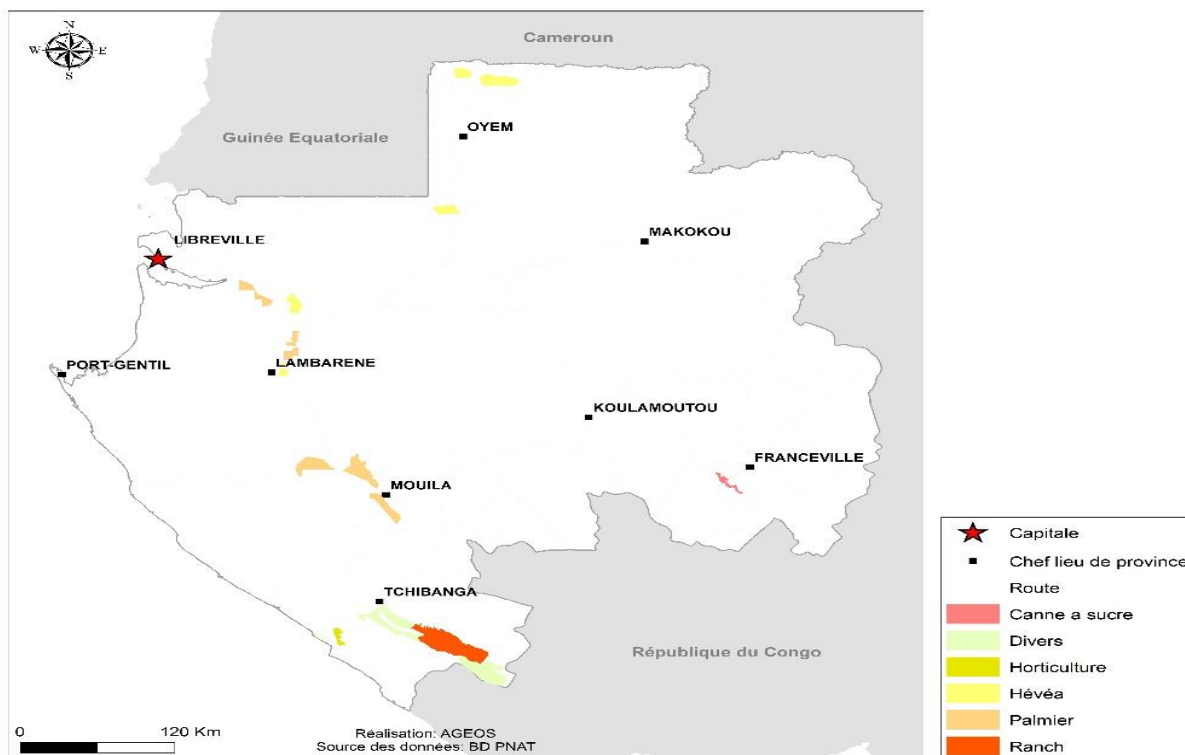 N
W E
S
Cameroun
Guinée Equatoriale
OYEM
MAKOKOU
LIBREVILLE
PORT-GENTIL
LAMBARENE
KOULAMOUTOU
FRANCEVILLE
MOUILA
TCHIBANGA
République du Congo
0 120 Km
Réalisation: AGEOS
Source des données: BD PNAT
Capitale
Chef lieu de province
Route
Canne a sucre
Divers
Horticulture
Hévéa
Palmier
Ranch